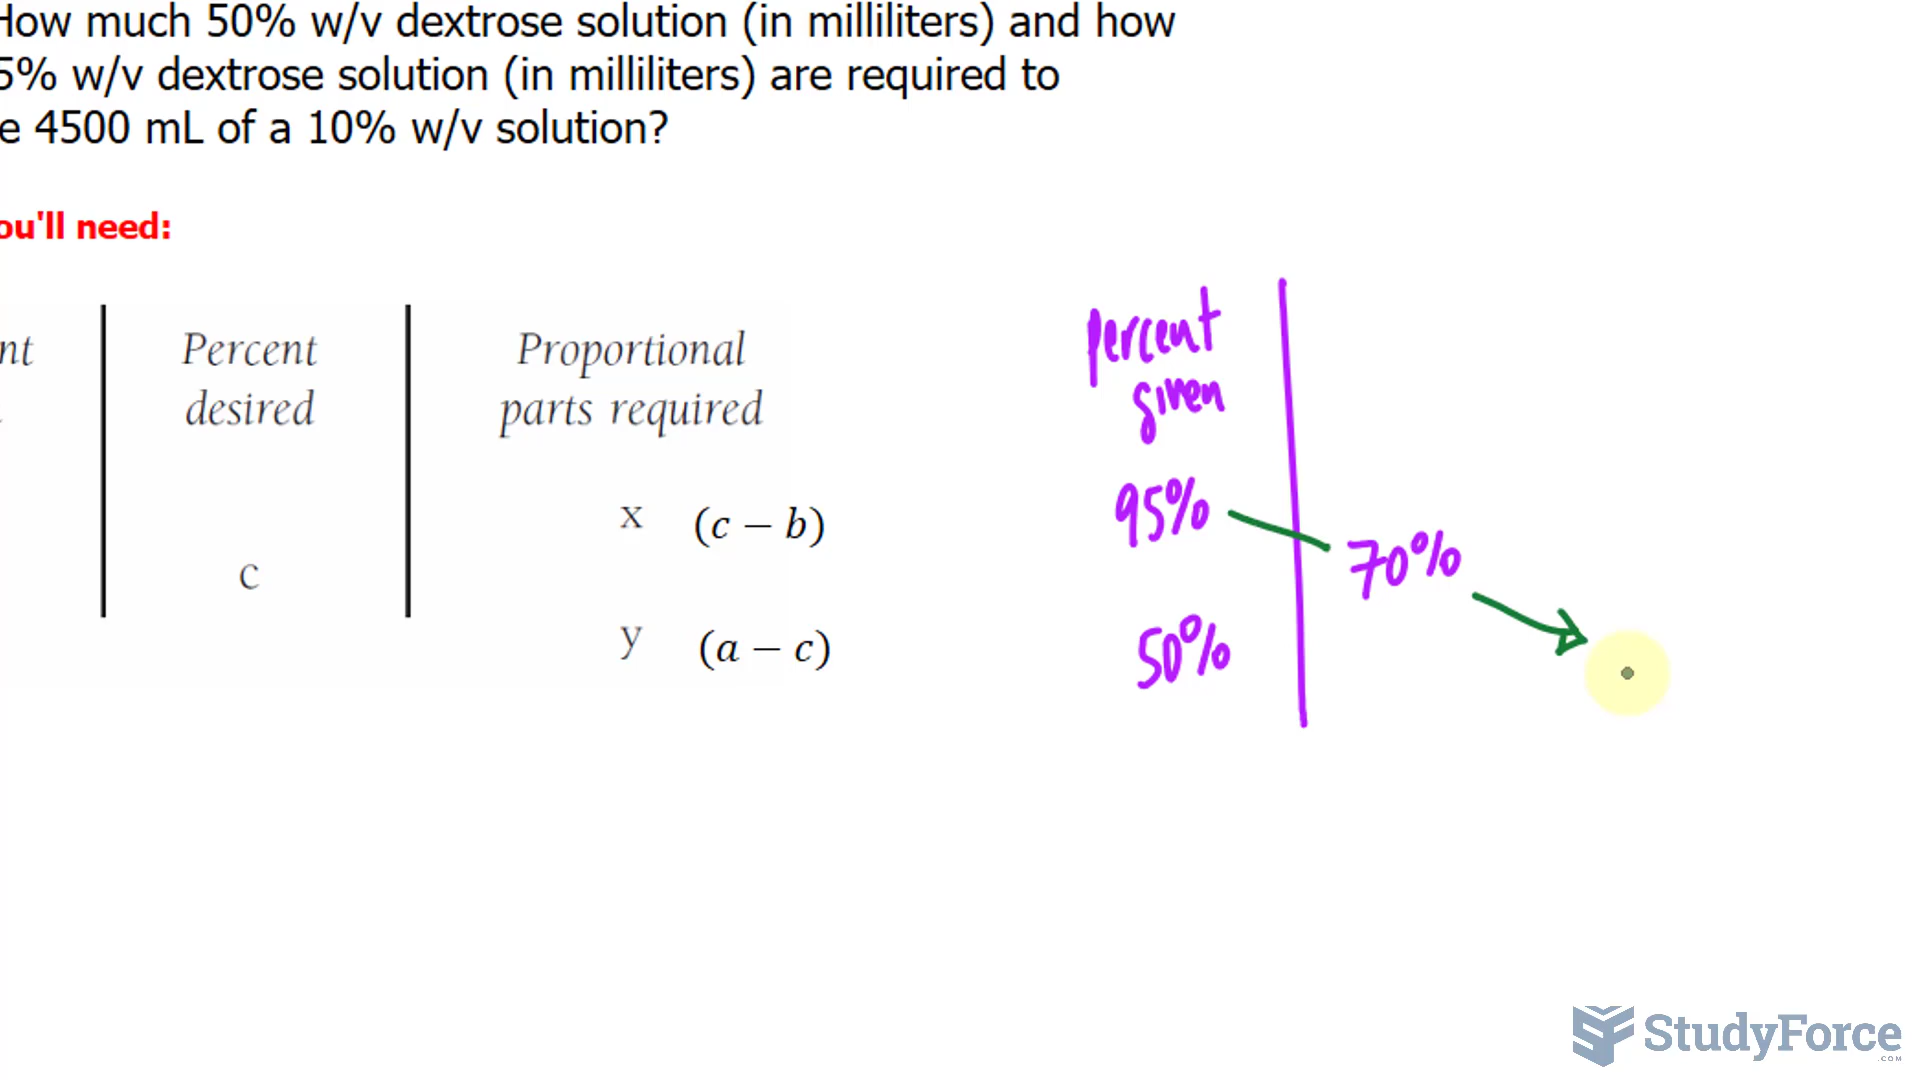 How much 50% w/v dextrose solution (in milliliters) and how
5% w/v dextrose solution (in milliliters) are required to
e 4500 mL of a 10% w/v solution?
ou'll need:
nt
Percent
desired
Proportional
parts required
x (c − b)
c
y (a − c)
percent
given
95%
70%
50%
StudyForce
.COM